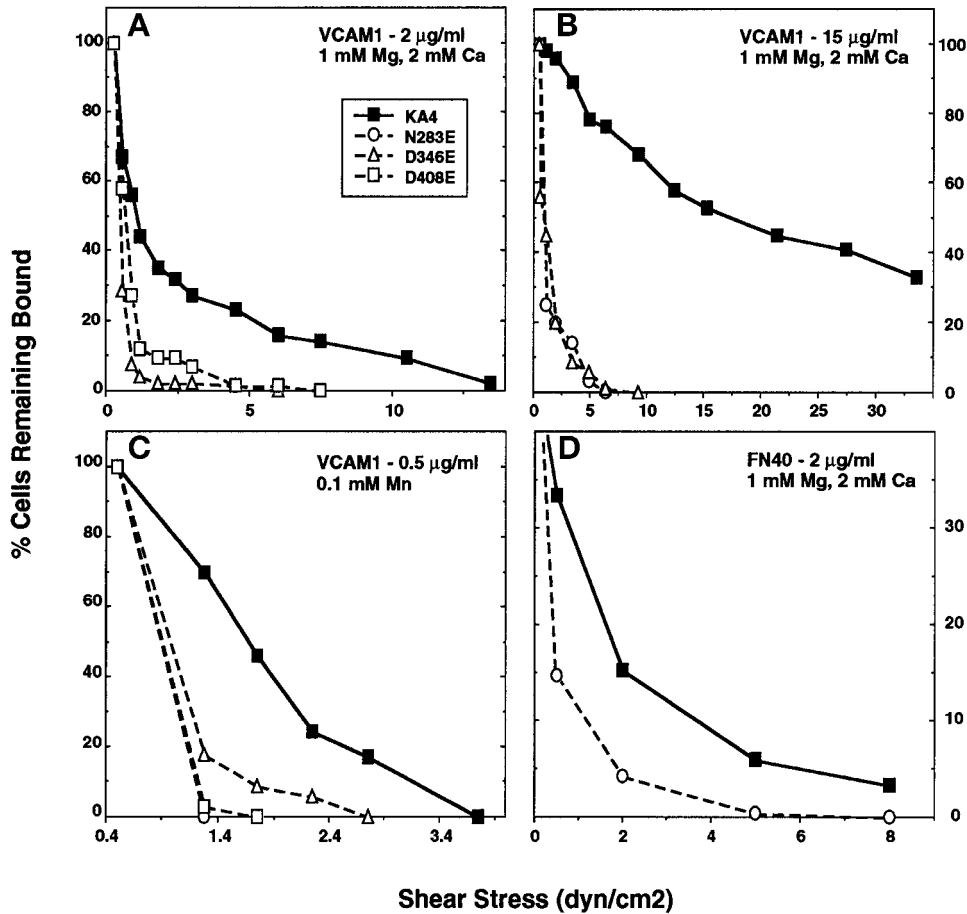 A
VCAM1 - 2 μg/ml
1 mM Mg, 2 mM Ca
KA4
N283E
D346E
D408E
100
80
60
40
20
0
0
5
10
B
VCAM1 - 15 μg/ml
1 mM Mg, 2 mM Ca
100
80
60
40
20
0
0
5
10
15
20
25
30
% Cells Remaining Bound
C
VCAM1 - 0.5 μg/ml
0.1 mM Mn
100
80
60
40
20
0
0.4
1.4
2.4
3.4
D
FN40 - 2 μg/ml
1 mM Mg, 2 mM Ca
30
20
10
0
0
2
4
6
8
Shear Stress (dyn/cm2)